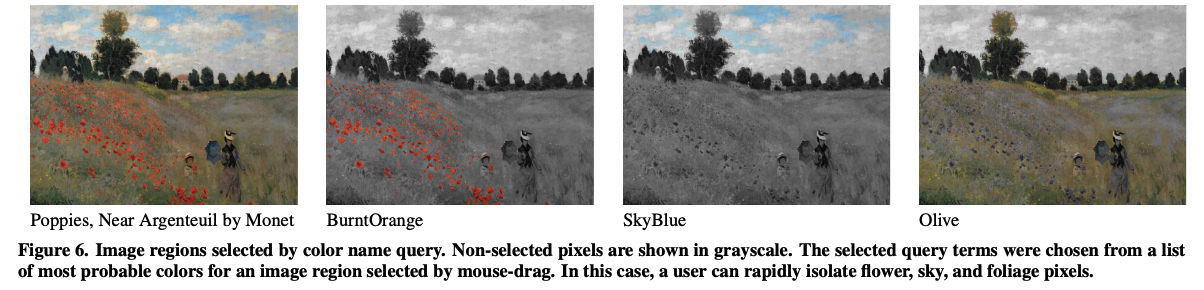 Poppies, Near Argenteuil by Monet
BurntOrange
SkyBlue
Olive
Figure 6. Image regions selected by color name query. Non-selected pixels are shown in grayscale. The selected query terms were chosen from a list
of most probable colors for an image region selected by mouse-drag. In this case, a user can rapidly isolate flower, sky, and foliage pixels.